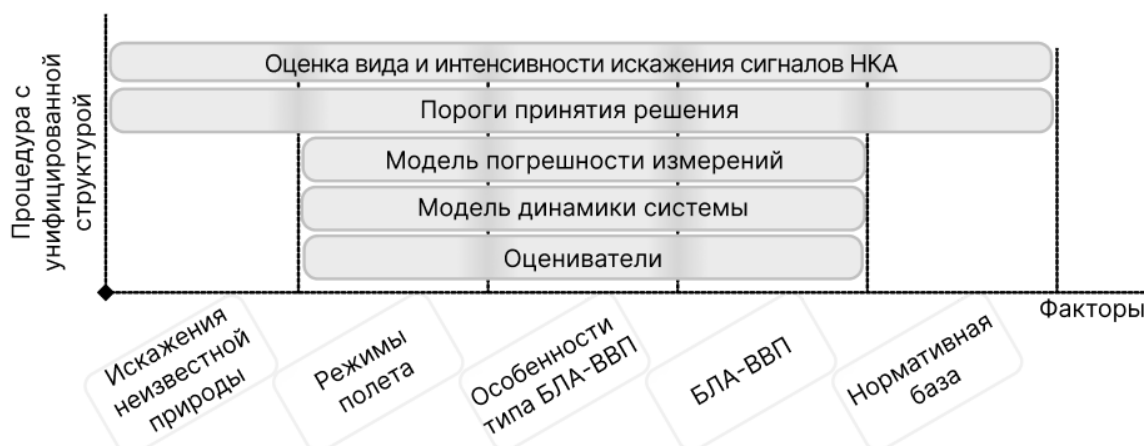 Процедура с
унифицированной
структурой
Оценка вида и интенсивности искажения сигналов НКА
Пороги принятия решения
Модель погрешности измерений
Модель динамики системы
Оцениватели
Факторы
Искажения
неизвестной
природы
Режимы
полета
Особенности
типа БЛА-ВВП
БЛА-ВВП
Нормативная
база